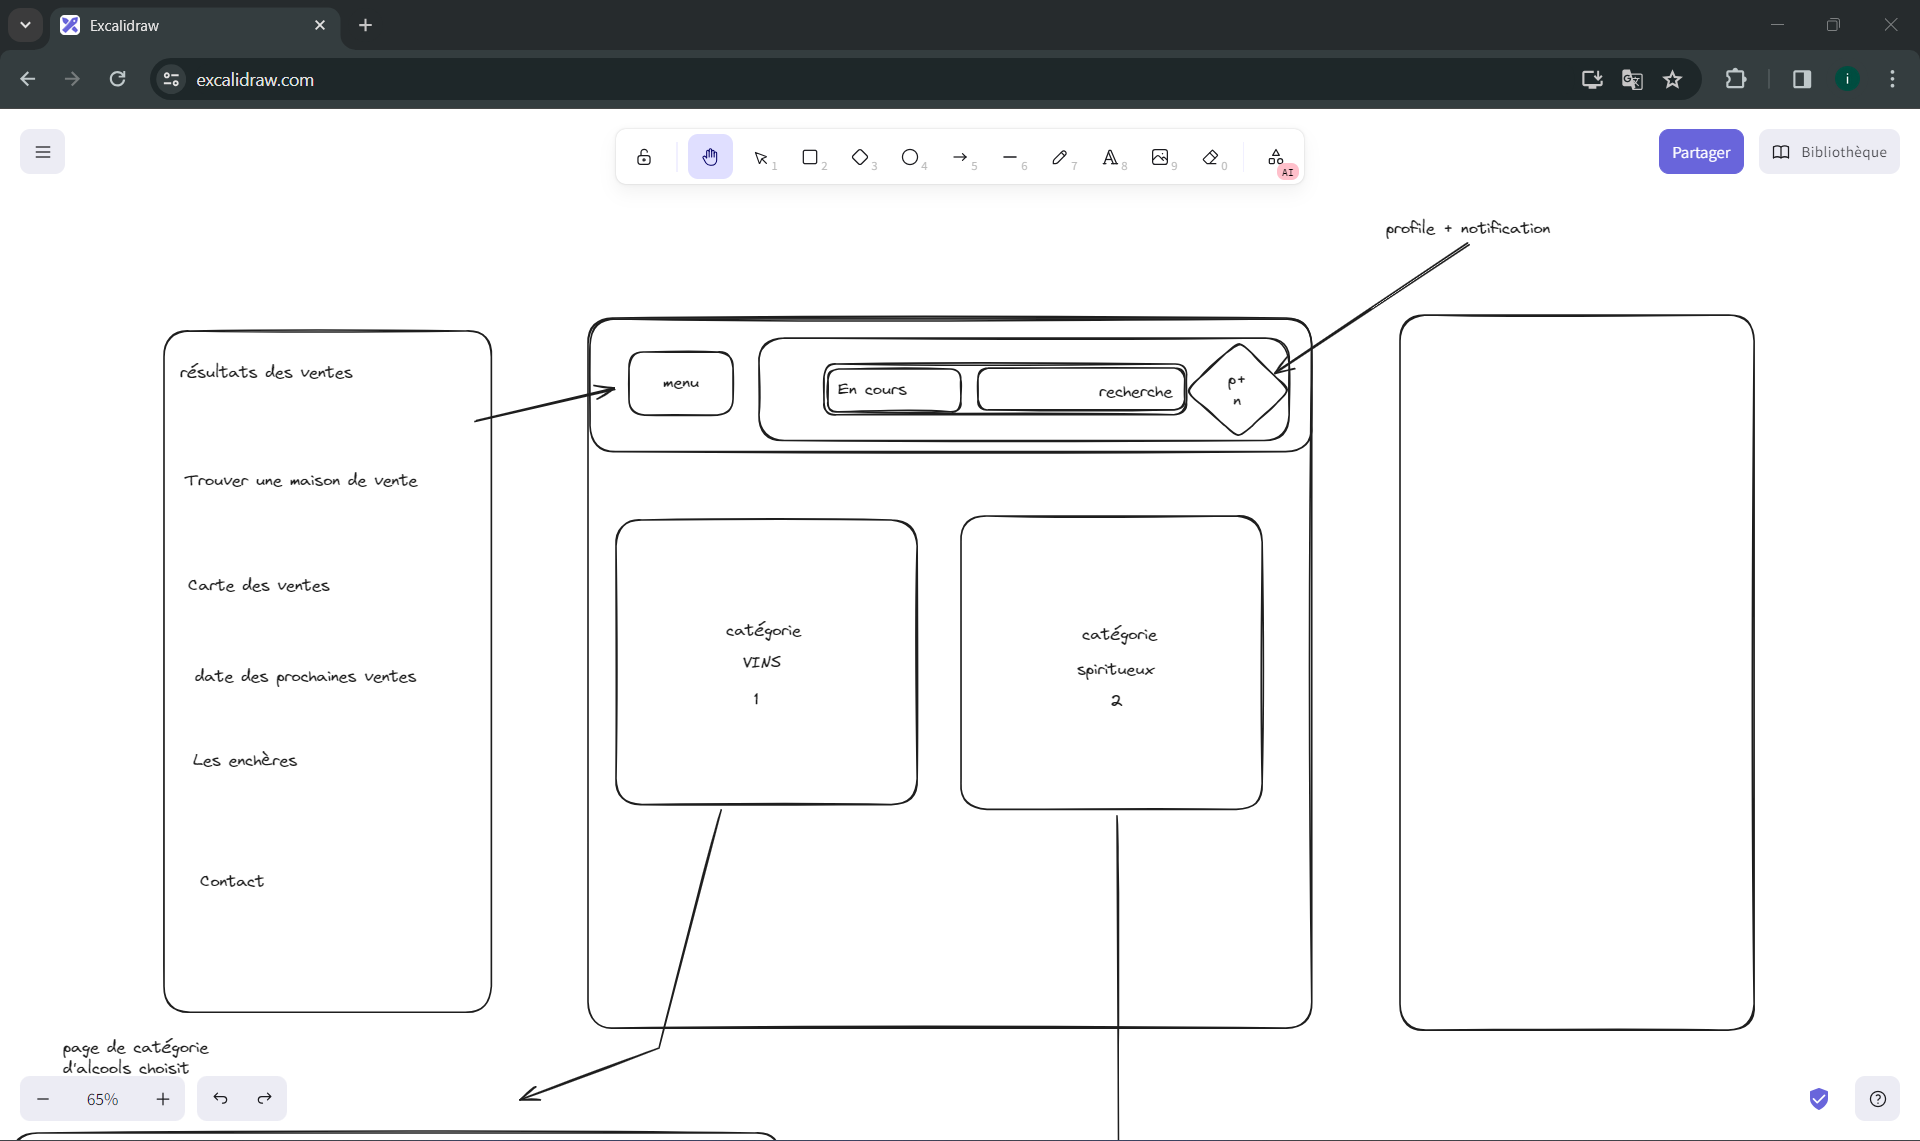 Excalidraw
excalidraw.com
i
1
2
3
4
5
6
7
8
9
0
AI
Partager
Bibliothèque
profile + notification
résultats des ventes
Trouver une maison de vente
Carte des ventes
date des prochaines ventes
Les enchères
Contact
menu
En cours
recherche
p+
n
catégorie
VINS
1
catégorie
spiritueux
2
page de catégorie
d'alcools choisit
65%